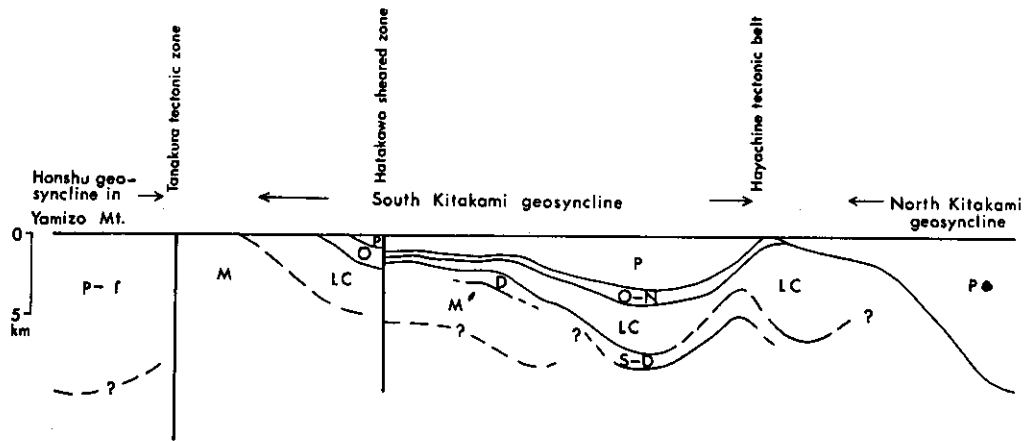 Tanakura tectonic zone
Hatakawa sheared zone
Hayachine tectonic belt
Honshu geo-
syncline in
Yamizo Mt.
South Kitakami geosyncline
North Kitakami
geosyncline
0
P
O
P
M
LC
D
O-N
LC
P
P- f
M
5
km
?
LC
?
S-D
?
?